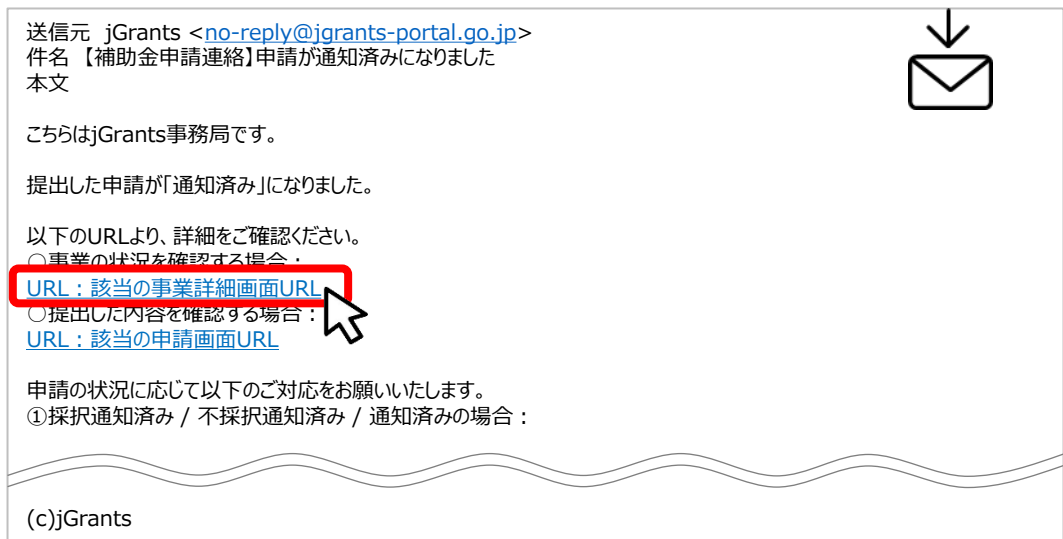 送信元 jGrants <no-reply@jgrants-portal.go.jp>
件名 【補助金申請連絡】申請が通知済みになりました
本文
こちらはjGrants事務局です。
提出した申請が「通知済み」になりました。
以下のURLより、詳細をご確認ください。
○事業の状況を確認する場合：
URL：該当の事業詳細画面URL
○提出した内容を確認する場合：
URL：該当の申請画面URL
申請の状況に応じて以下のご対応をお願いいたします。
①採択通知済み / 不採択通知済み / 通知済みの場合：
(c)jGrants